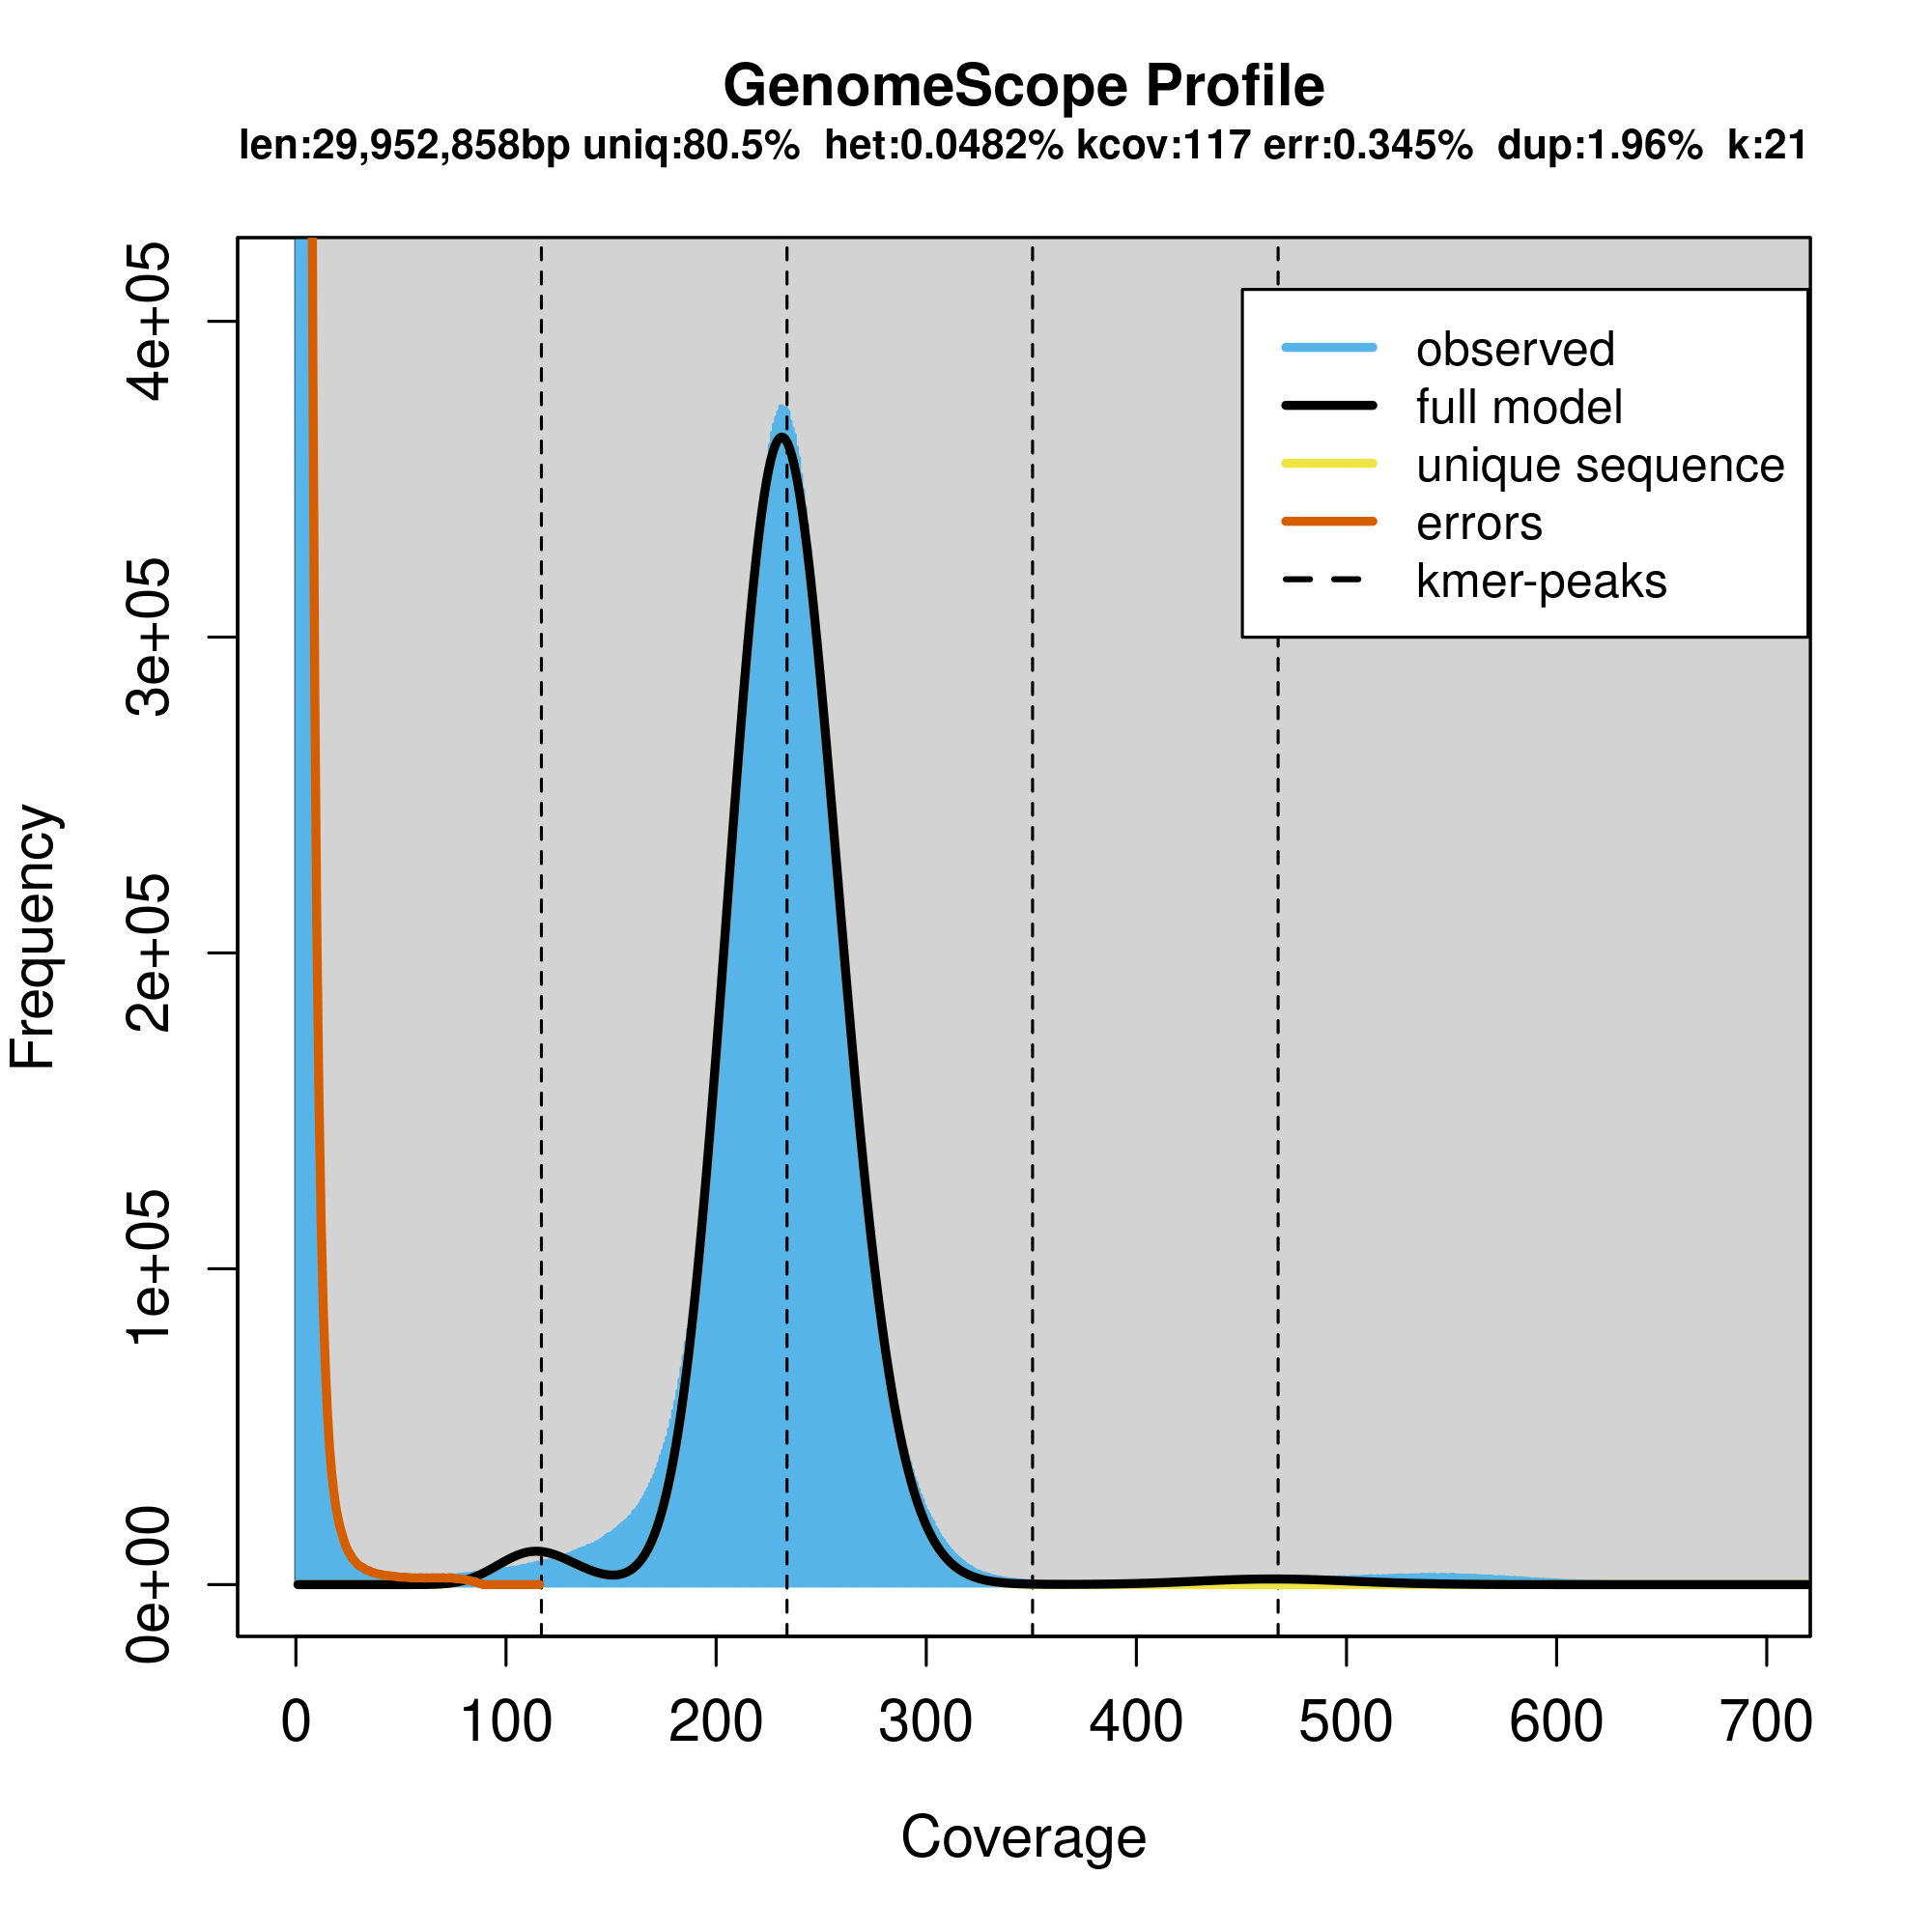 GenomeScope Profile
len:29,952,858bp uniq:80.5% het:0.0482% kcov:117 err:0.345% dup:1.96% k:21
4e+05
3e+05
2e+05
1e+05
0e+00
Frequency
observed
full model
unique sequence
errors
kmer-peaks
0 100 200 300 400 500 600 700
Coverage